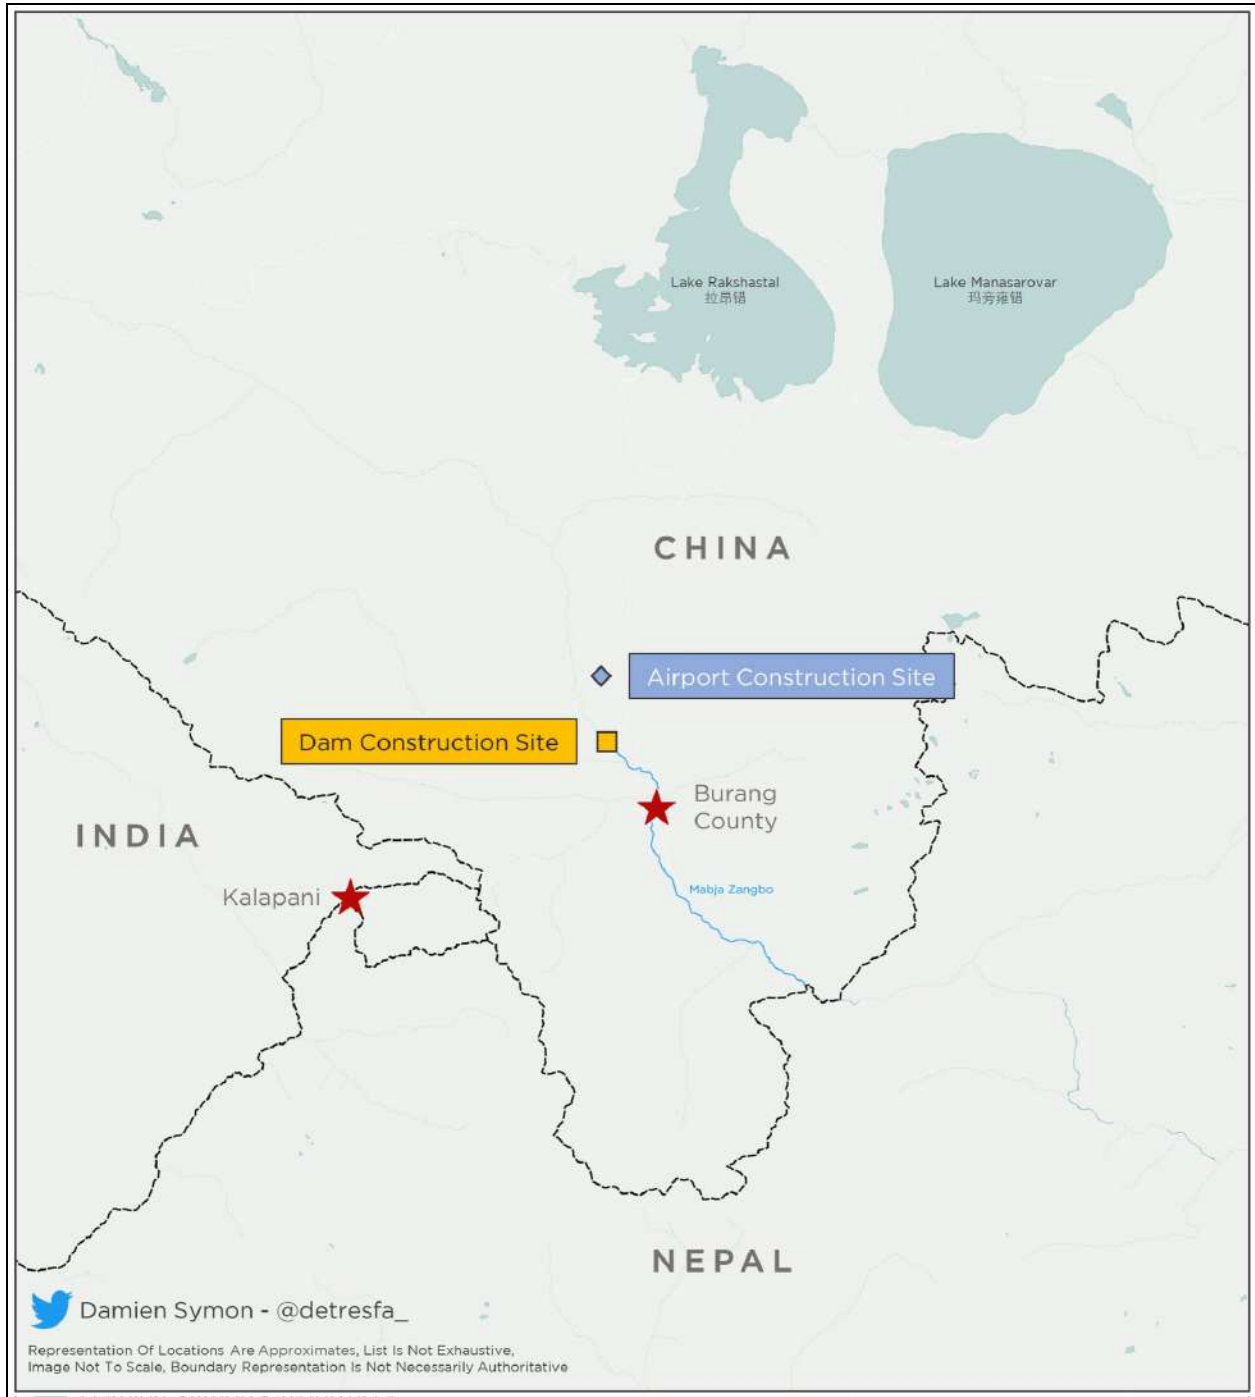 Lake Rakshastal
拉昂错
Lake Manasarovar
玛旁雍错
CHINA
Airport Construction Site
Dam Construction Site
Burang
County
INDIA
Kalapani
Mabja Zangbo
NEPAL
Damien Symon - @detresfa_
Representation Of Locations Are Approximates, List Is Not Exhaustive,
Image Not To Scale, Boundary Representation Is Not Necessarily Authoritative